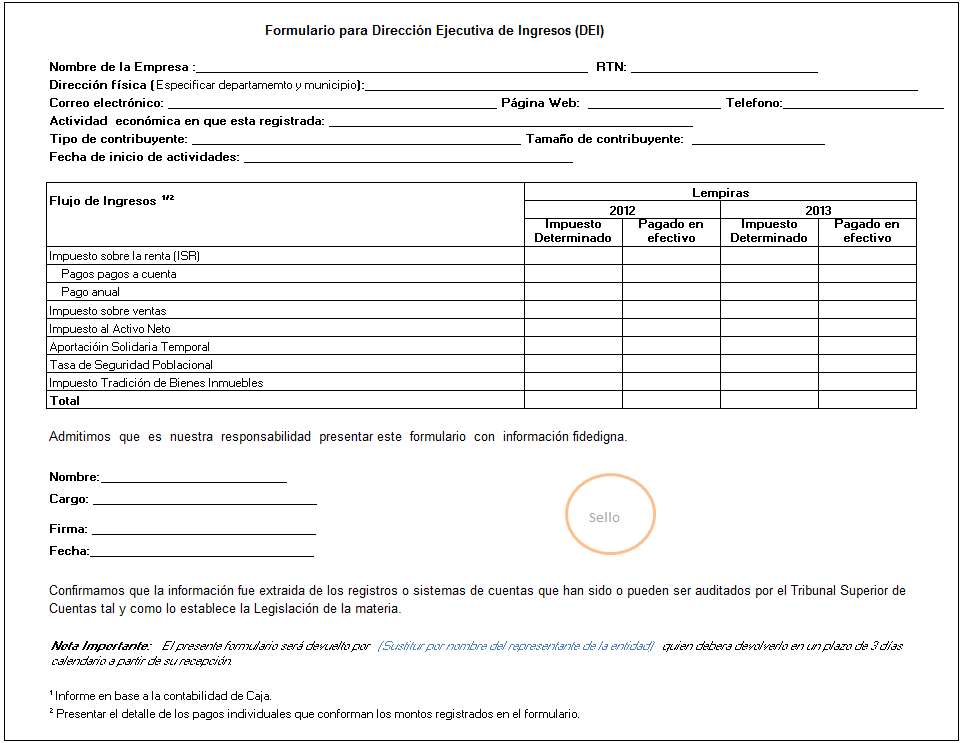 Formulario para Dirección Ejecutiva de Ingresos (DEI)
Nombre de la Empresa : RTN:
Dirección física (Especificar departamemto y municipio):
Correo electrónico: Página Web: Telefono:
Actividad económica en que esta registrada:
Tipo de contribuyente: Tamaño de contribuyente:
Fecha de inicio de actividades:
Flujo de Ingresos ¹′²
Lempiras
2012 2013
Impuesto Determinado Pagado en efectivo Impuesto Determinado Pagado en efectivo
Impuesto sobre la renta (ISR)
Pagos pagos a cuenta
Pago anual
Impuesto sobre ventas
Impuesto al Activo Neto
Aportacióin Solidaria Temporal
Tasa de Seguridad Poblacional
Impuesto Tradición de Bienes Inmuebles
Total
Admitimos que es nuestra responsabilidad presentar este formulario con información fidedigna.
Nombre:
Cargo:
Sello
Firma:
Fecha:
Confirmamos que la información fue extraida de los registros o sistemas de cuentas que han sido o pueden ser auditados por el Tribunal Superior de
Cuentas tal y como lo establece la Legislación de la materia.
Nota Importante: El presente formulario será devuelto por (Sustitur por nombre del representante de la entidad) quien debera devolverlo en un plazo de 3 días
calendario a partir de su recepción.
¹ Informe en base a la contabilidad de Caja.
² Presentar el detalle de los pagos individuales que conforman los montos registrados en el formulario.